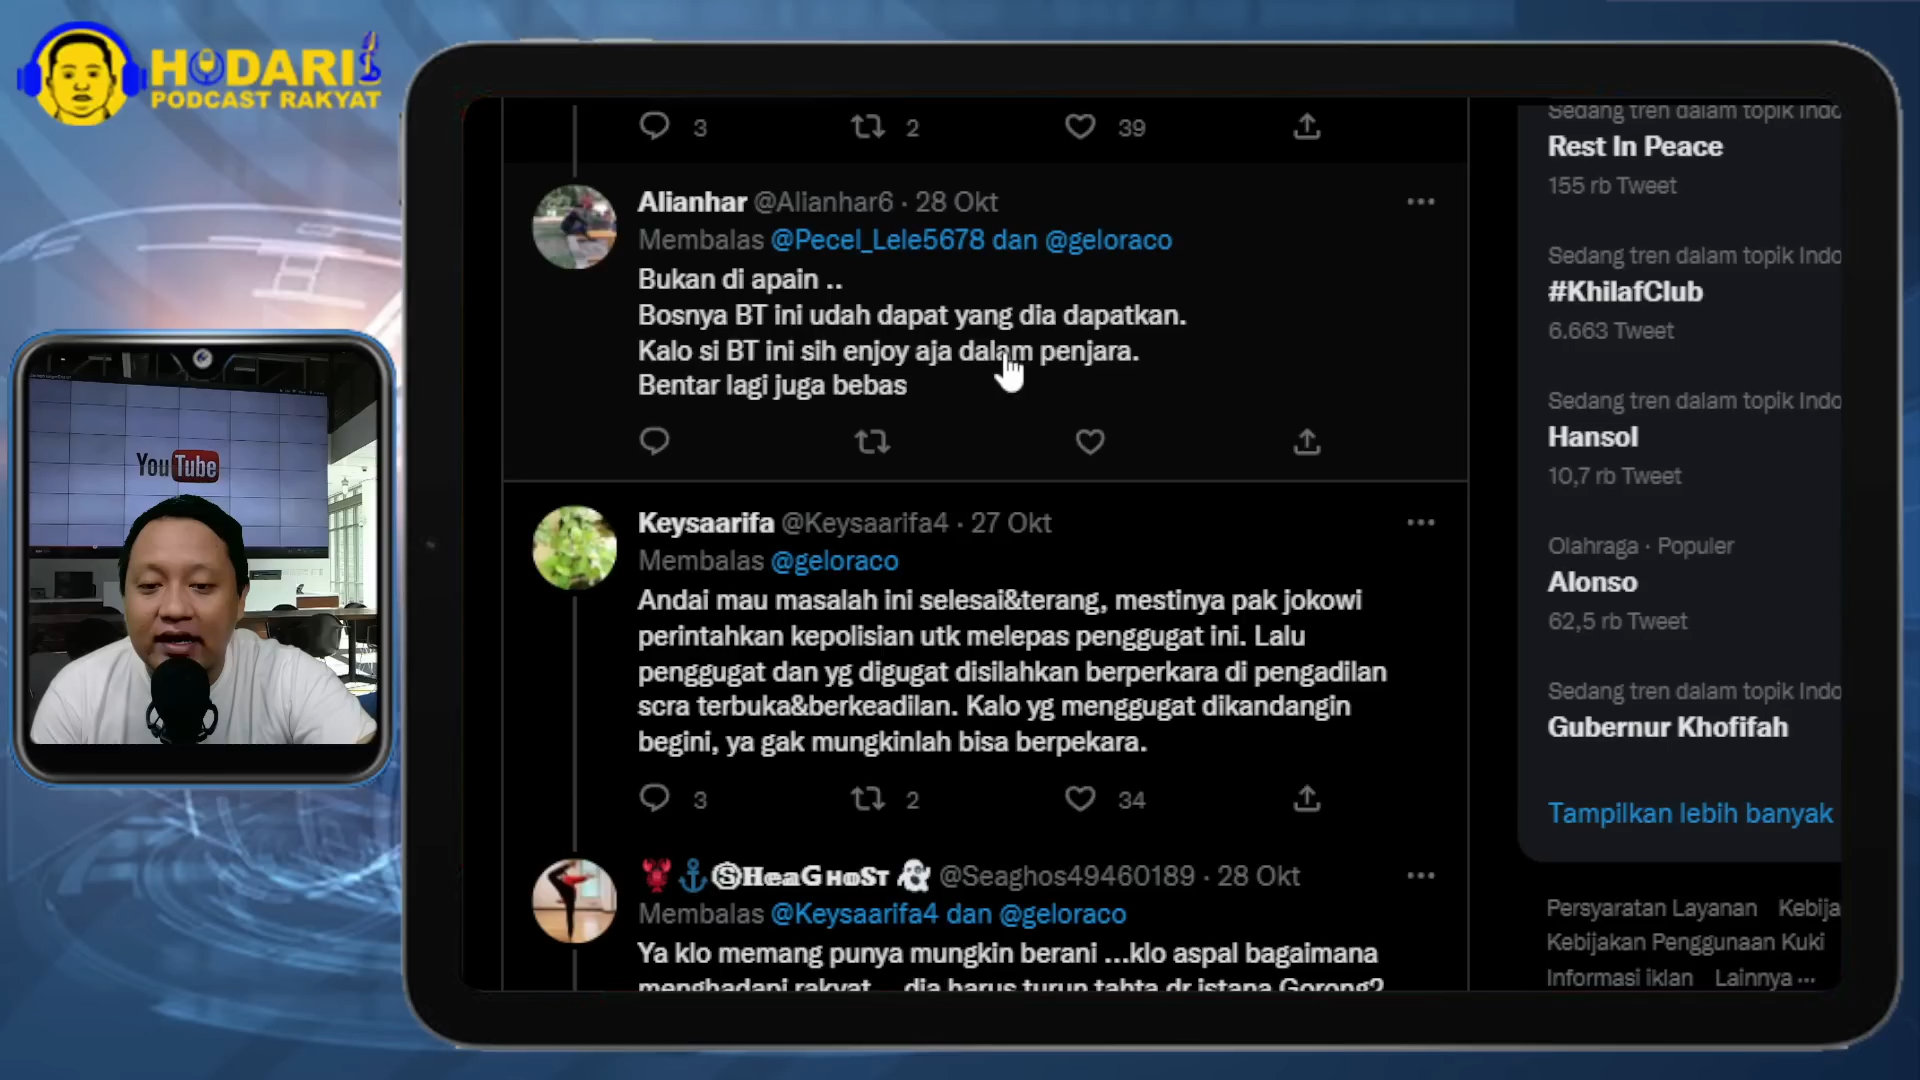 HODARI
PODCAST RAKYAT
YouTube
3 2 39
Alianhar @Alianhar6 · 28 Okt
Membalas @Pecel_Lele5678 dan @geloraco
Bukan di apain ..
Bosnya BT ini udah dapat yang dia dapatkan.
Kalo si BT ini sih enjoy aja dalam penjara.
Bentar lagi juga bebas
Keysaarifa @Keysaarifa4 · 27 Okt
Membalas @geloraco
Andai mau masalah ini selesai&terang, mestinya pak jokowi
perintahkan kepolisian utk melepas penggugat ini. Lalu
penggugat dan yg digugat disilahkan berperkara di pengadilan
scra terbuka&berkeadilan. Kalo yg menggugat dikandangin
begini, ya gak mungkinlah bisa berpekara.
3 2 34
🦞⚓ⓈℍeaGHoST👻 @Seaghos49460189 · 28 Okt
Membalas @Keysaarifa4 dan @geloraco
Ya klo memang punya mungkin berani ...klo aspal bagaimana
menghadapi rakyat ... dia harus turun tahta dr istana Gorong?
Sedang tren dalam topik Indo
Rest In Peace
155 rb Tweet
Sedang tren dalam topik Indo
#KhilafClub
6.663 Tweet
Sedang tren dalam topik Indo
Hansol
10,7 rb Tweet
Olahraga · Populer
Alonso
62,5 rb Tweet
Sedang tren dalam topik Indo
Gubernur Khofifah
Tampilkan lebih banyak
Persyaratan Layanan Kebija
Kebijakan Penggunaan Kuki
Informasi iklan Lainnya ···